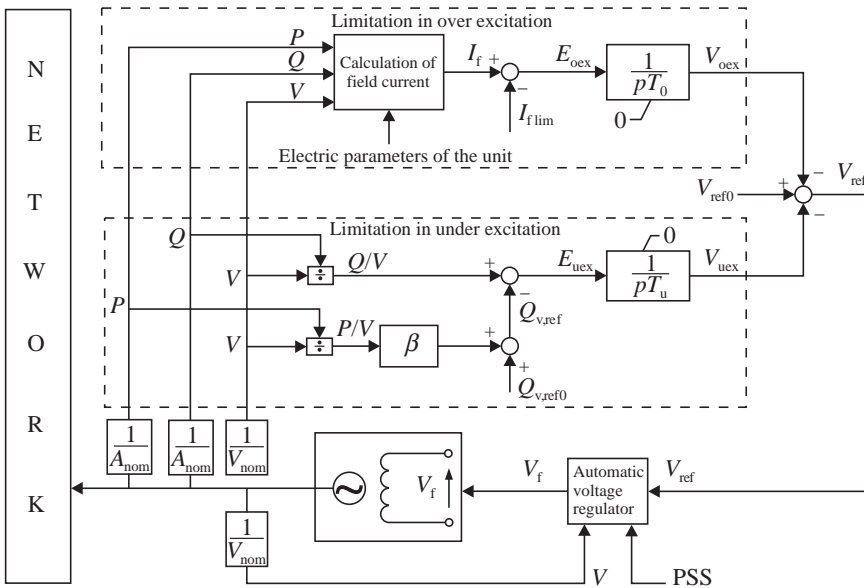 N
E
T
W
O
R
K
Limitation in over excitation
P
Q
V
Calculation of
field current
I_f
+
−
E_oex
1
pT_0
0
V_oex
I_f lim
Electric parameters of the unit
V_ref0
+
−
−
V_ref
Limitation in under excitation
Q
V
÷
Q/V
+
−
E_uex
0
1
pT_u
V_uex
P
V
÷
P/V
β
+
+
Q_v,ref
Q_v,ref0
1
A_nom
1
A_nom
1
V_nom
1
V_nom
~
V_f
V_f
Automatic
voltage
regulator
V_ref
V
PSS